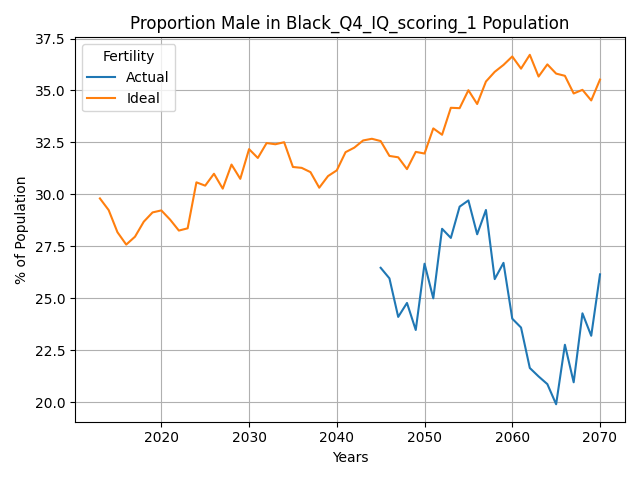 Proportion Male in Black_Q4_IQ_scoring_1 Population
% of Population
37.5
35.0
32.5
30.0
27.5
25.0
22.5
20.0
Fertility
Actual
Ideal
2020 2030 2040 2050 2060 2070
Years